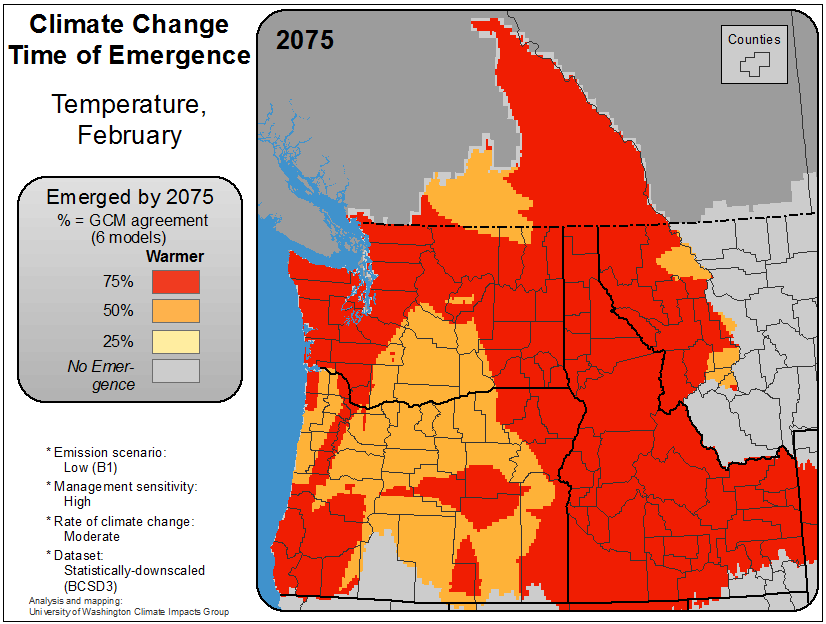 Climate Change
Time of Emergence
Temperature,
February
Emerged by 2075
% = GCM agreement
(6 models)
Warmer
75%
50%
25%
No Emer-
gence
* Emission scenario:
Low (B1)
* Management sensitivity:
High
* Rate of climate change:
Moderate
* Dataset:
Statistically-downscaled
(BCSD3)
Analysis and mapping:
University of Washington Climate Impacts Group
2075
Counties